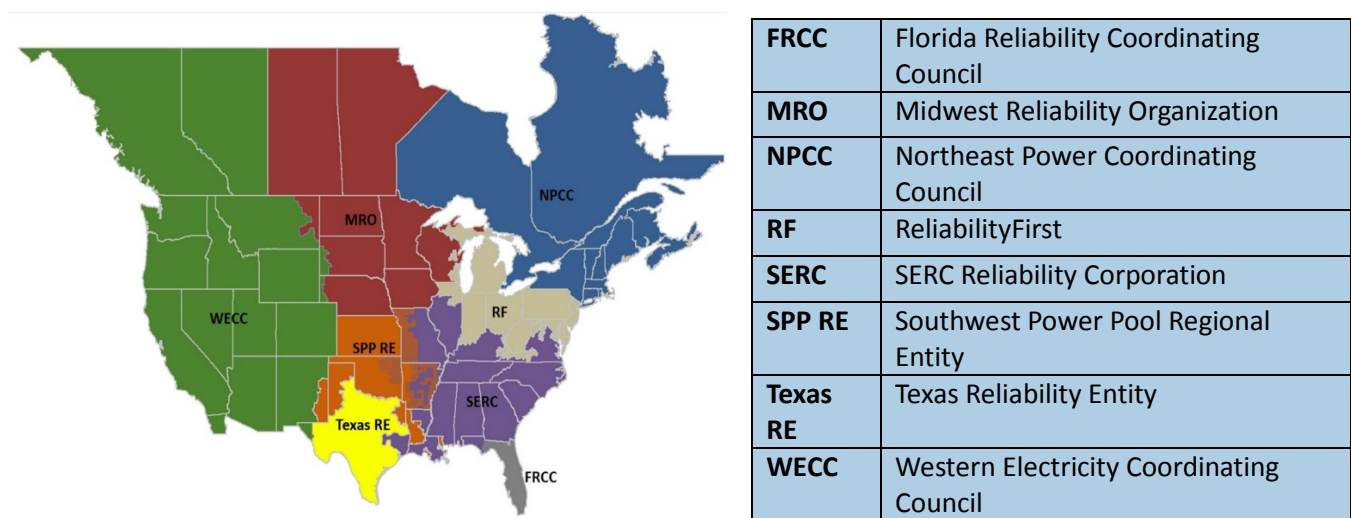 NPCC
MRO
WECC
RF
SPP RE
SERC
Texas RE
FRCC
FRCC Florida Reliability Coordinating
Council
MRO Midwest Reliability Organization
NPCC Northeast Power Coordinating
Council
RF ReliabilityFirst
SERC SERC Reliability Corporation
SPP RE Southwest Power Pool Regional
Entity
Texas Texas Reliability Entity
RE
WECC Western Electricity Coordinating
Council